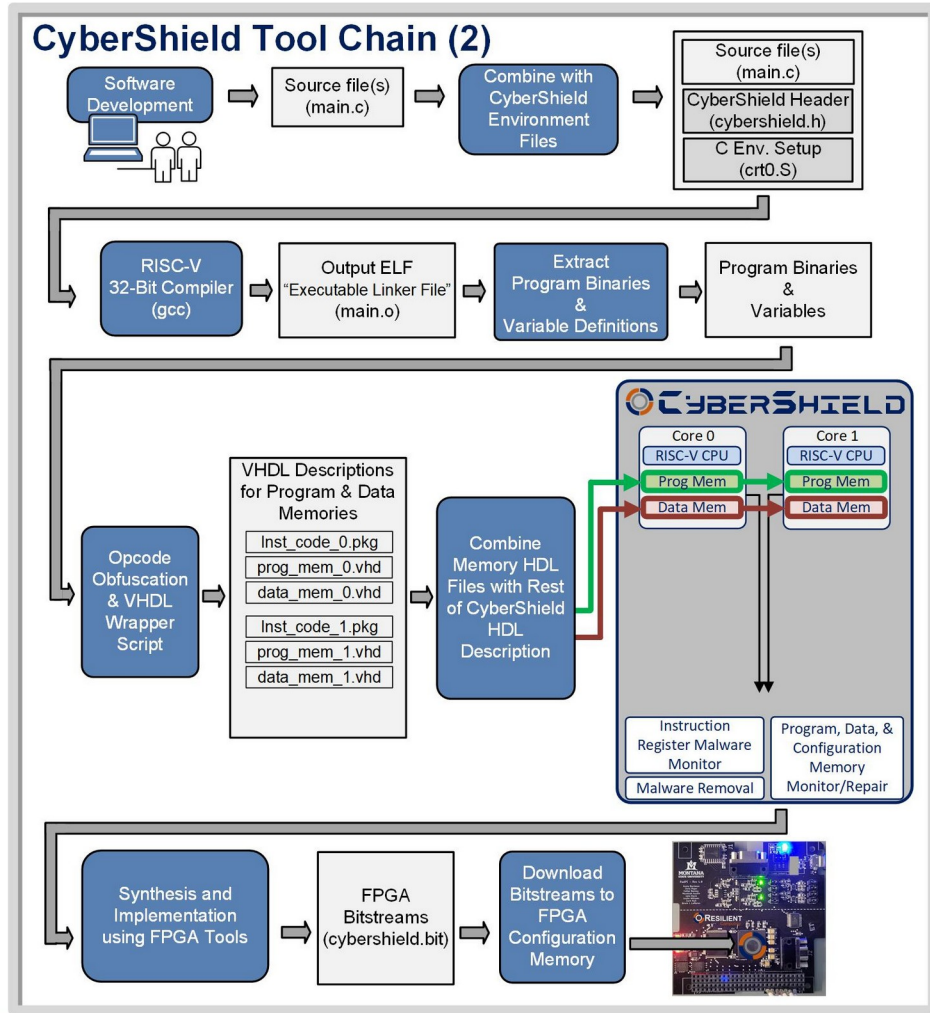 CyberShield Tool Chain (2)
Software
Development
Source file(s)
(main.c)
Combine with
CyberShield
Environment
Files
Source file(s)
(main.c)
CyberShield Header
(cybershield.h)
C Env. Setup
(crt0.S)
RISC-V
32-Bit Compiler
(gcc)
Output ELF
“Executable Linker File”
(main.o)
Extract
Program Binaries
&
Variable Definitions
Program Binaries
&
Variables
Opcode
Obfuscation
& VHDL
Wrapper
Script
VHDL Descriptions
for Program & Data
Memories
Inst_code_0.pkg
prog_mem_0.vhd
data_mem_0.vhd
Inst_code_1.pkg
prog_mem_1.vhd
data_mem_1.vhd
Combine
Memory HDL
Files with Rest
of CyberShield
HDL
Description
CYBERSHIELD
Core 0
RISC-V CPU
Prog Mem
Data Mem
Core 1
RISC-V CPU
Prog Mem
Data Mem
Instruction
Register Malware
Monitor
Malware Removal
Program, Data, &
Configuration
Memory
Monitor/Repair
Synthesis and
Implementation
using FPGA Tools
FPGA
Bitstreams
(cybershield.bit)
Download
Bitstreams to
FPGA
Configuration
Memory
MONTANA
RESILIENT